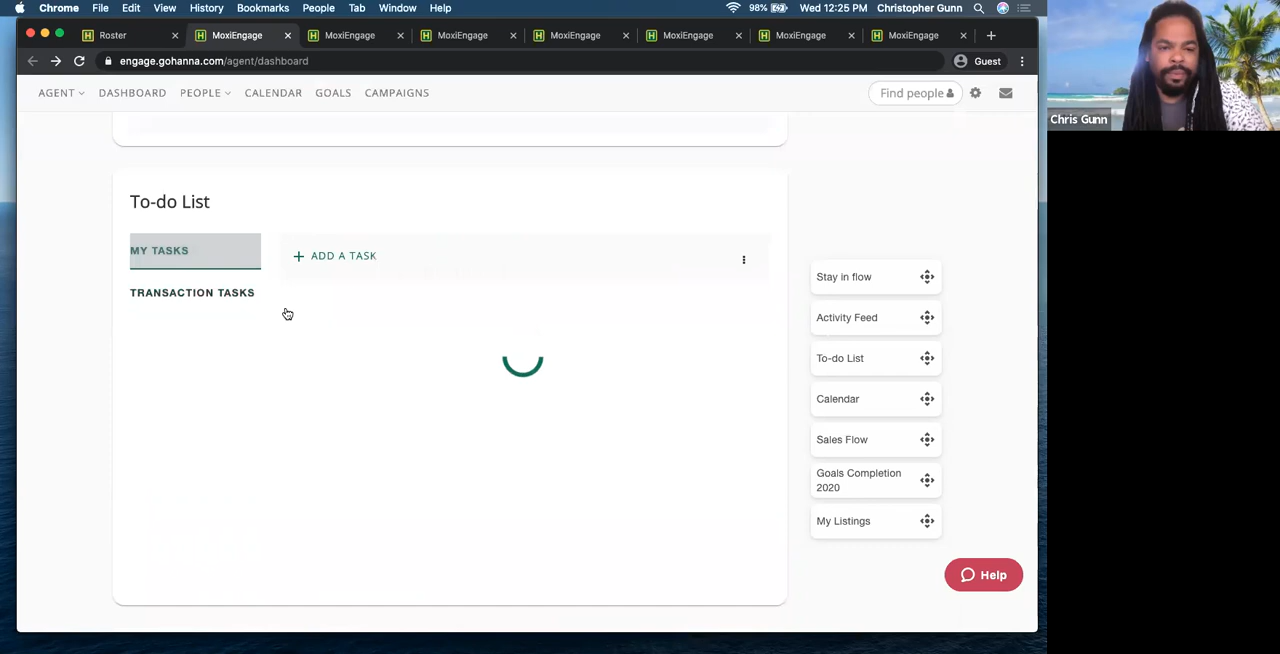 Chrome File Edit View History Bookmarks People Tab Window Help 98% Wed 12:25 PM Christopher Gunn
Roster MoxiEngage MoxiEngage MoxiEngage MoxiEngage MoxiEngage MoxiEngage MoxiEngage
engage.gohanna.com/agent/dashboard Guest
AGENT DASHBOARD PEOPLE CALENDAR GOALS CAMPAIGNS Find people
Chris Gunn
To-do List
MY TASKS
+ ADD A TASK
TRANSACTION TASKS
Stay in flow
Activity Feed
To-do List
Calendar
Sales Flow
Goals Completion
2020
My Listings
Help